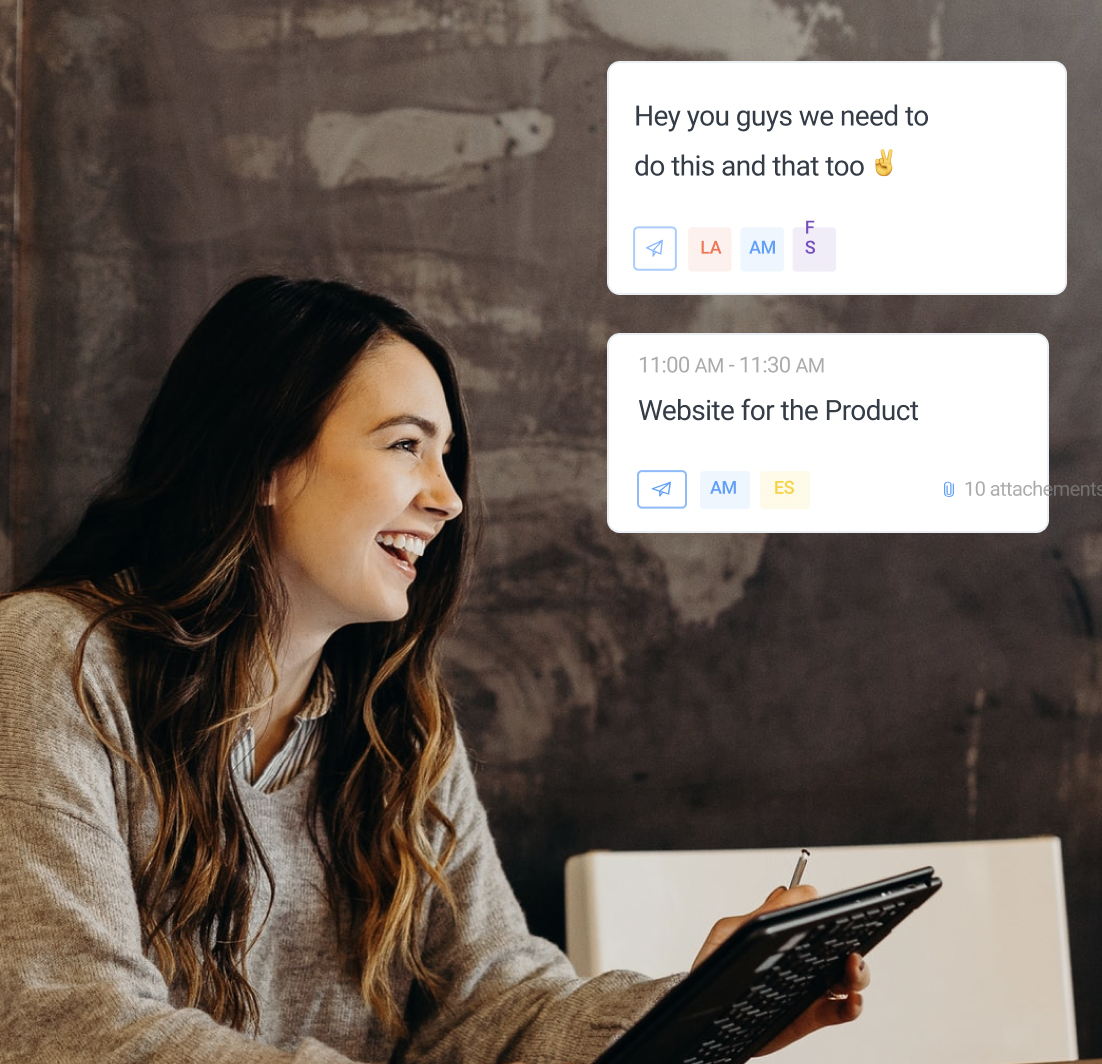 Hey you guys we need to
do this and that too ✌️
LA AM F
S
11:00 AM - 11:30 AM
Website for the Product
AM ES 10 attachements